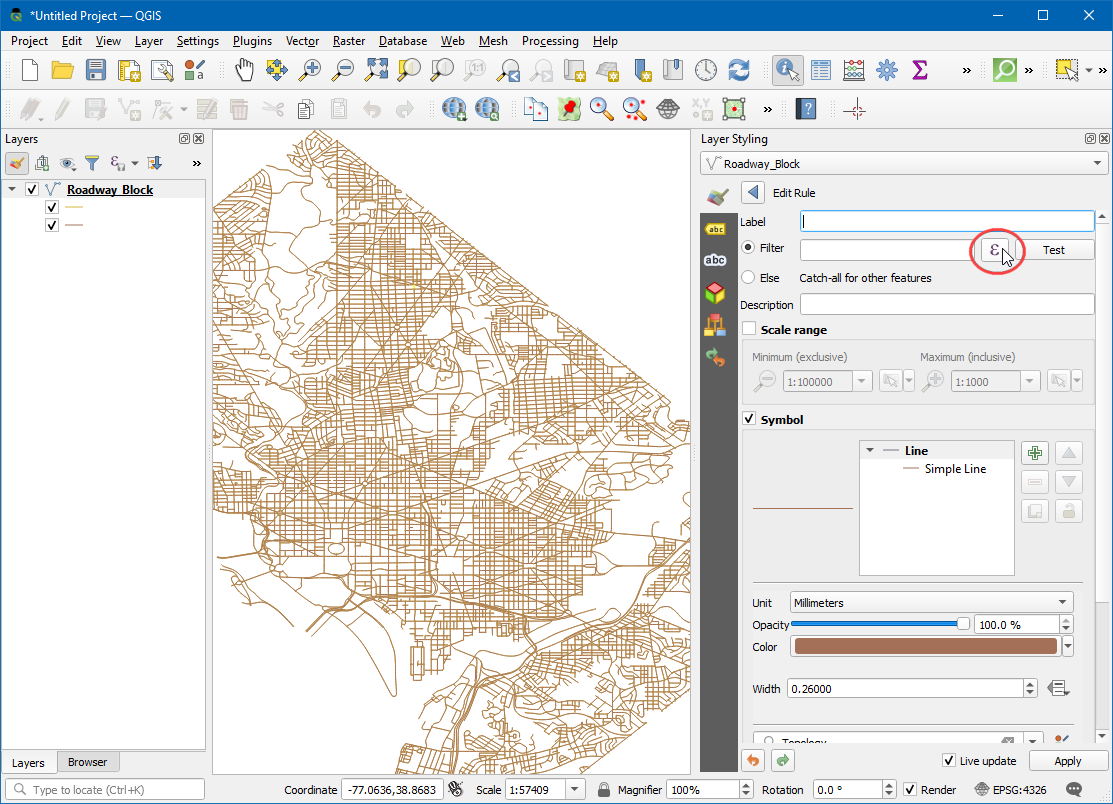 *Untitled Project — QGIS
Project Edit View Layer Settings Plugins Vector Raster Database Web Mesh Processing Help
a
1:1
»
»
»
X,Y
»
?
Layers
Layer Styling
ε
»
Roadway_Block
Roadway_Block
Edit Rule
abc
abc
Label
Filter
ε
Test
Else
Catch-all for other features
Description
Scale range
Minimum (exclusive)
Maximum (inclusive)
1:100000
1:1000
Symbol
Line
Simple Line
Unit
Millimeters
Opacity
100.0 %
Color
Width
0.26000
Topology
Layers
Browser
Live update
Apply
Type to locate (Ctrl+K)
Coordinate
-77.0636,38.8683
Scale
1:57409
Magnifier
100%
Rotation
0.0 °
Render
EPSG:4326